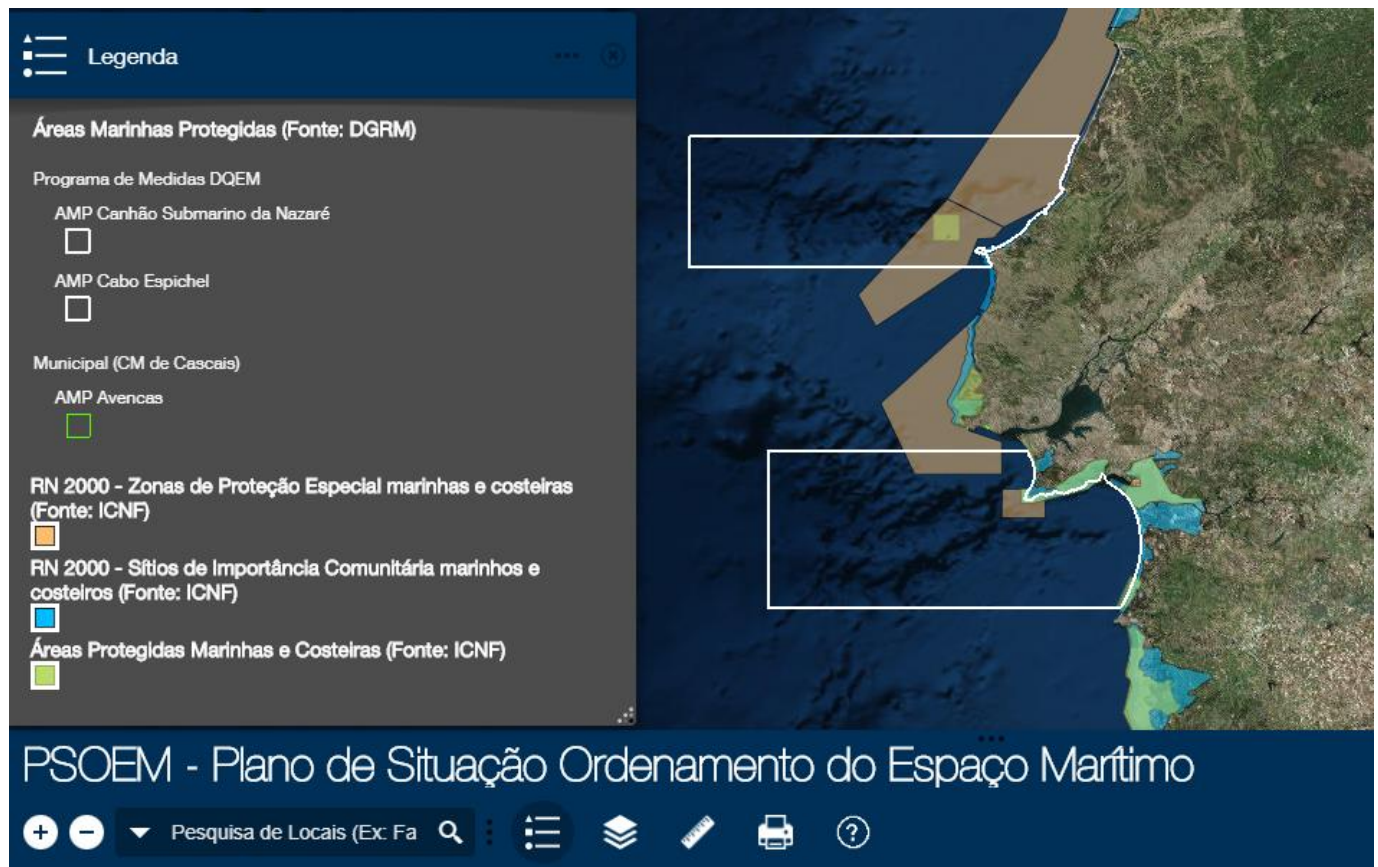 Legenda
Áreas Marinhas Protegidas (Fonte: DGRM)
Programa de Medidas DQEM
AMP Canhão Submarino da Nazaré
AMP Cabo Espichel
Municipal (CM de Cascais)
AMP Avencas
RN 2000 - Zonas de Proteção Especial marinhas e costeiras
(Fonte: ICNF)
RN 2000 - Sítios de Importância Comunitária marinhos e
costeiros (Fonte: ICNF)
Áreas Protegidas Marinhas e Costeiras (Fonte: ICNF)
PSOEM - Plano de Situação Ordenamento do Espaço Marítimo
Pesquisa de Locais (Ex: Fa